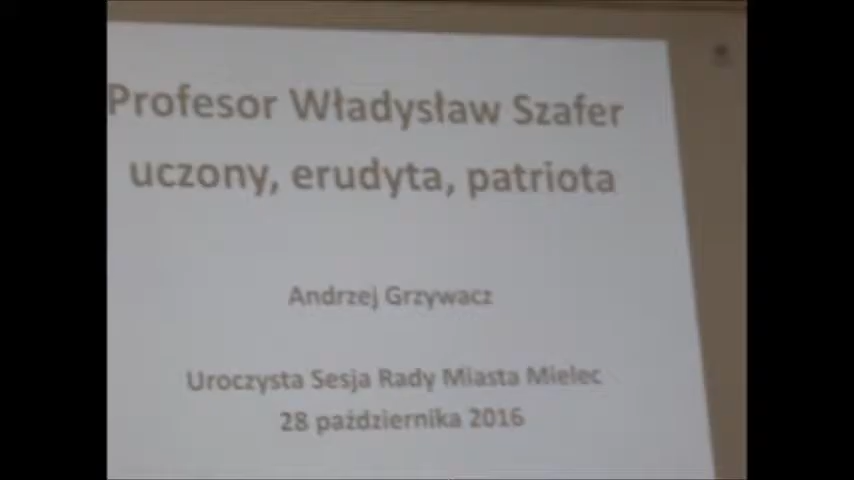 Profesor Władysław Szafer
uczony, erudyta, patriota
Andrzej Grzywacz
Uroczysta Sesja Rady Miasta Mielec
28 października 2016